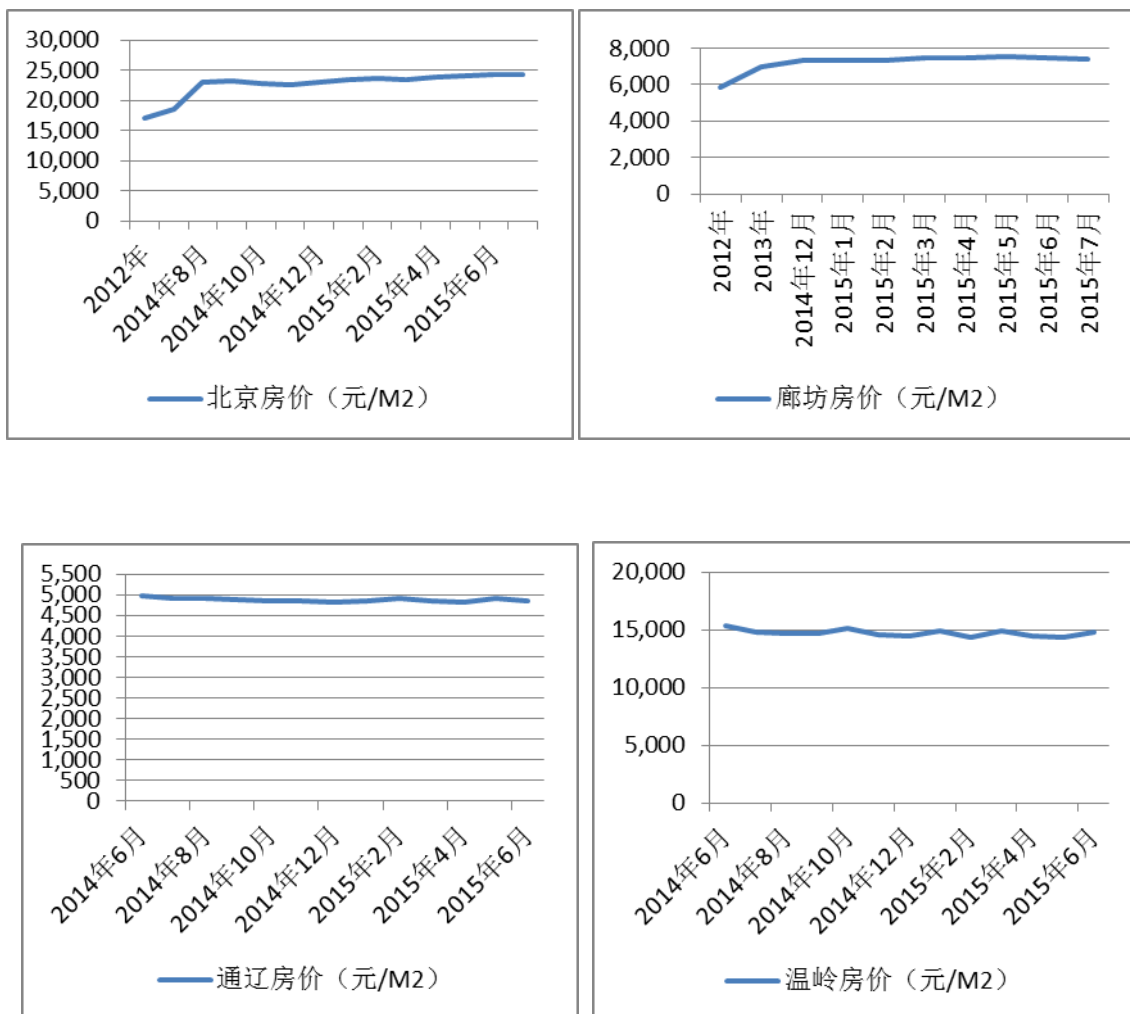 30,000
25,000
20,000
15,000
10,000
5,000
0
2012年
2014年8月
2014年10月
2014年12月
2015年2月
2015年4月
2015年6月
北京房价（元/M2）
8,000
6,000
4,000
2,000
0
2012年
2013年
2014年12月
2015年1月
2015年2月
2015年3月
2015年4月
2015年5月
2015年6月
2015年7月
廊坊房价（元/M2）
5,500
5,000
4,500
4,000
3,500
3,000
2,500
2,000
1,500
1,000
500
0
2014年6月
2014年8月
2014年10月
2014年12月
2015年2月
2015年4月
2015年6月
通辽房价（元/M2）
20,000
15,000
10,000
5,000
0
2014年6月
2014年8月
2014年10月
2014年12月
2015年2月
2015年4月
2015年6月
温岭房价（元/M2）